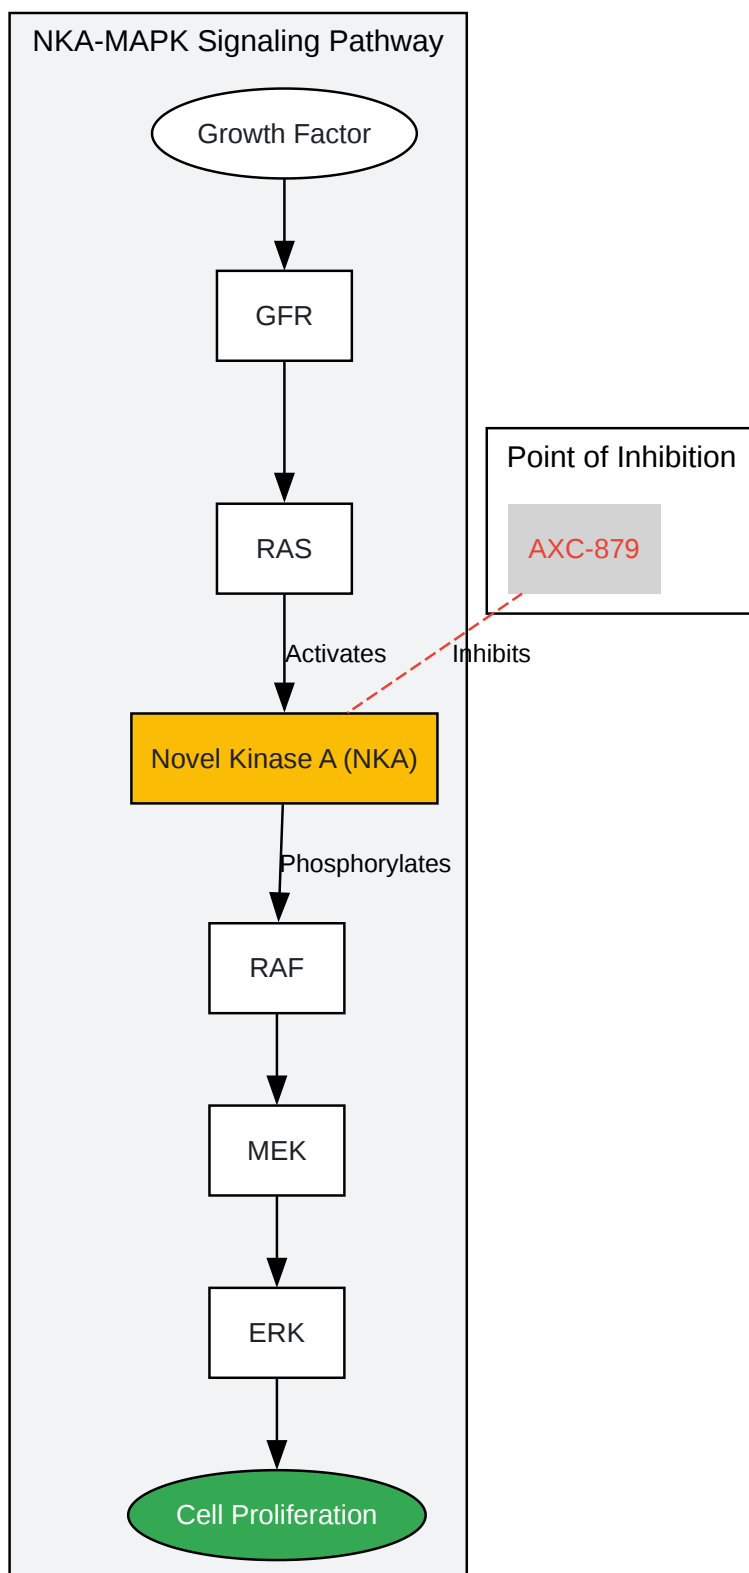 NKA-MAPK Signaling Pathway
Growth Factor
GFR
Point of Inhibition
RAS
AXC-879
Activates
Inhibits
Novel Kinase A (NKA)
Phosphorylates
RAF
MEK
ERK
Cell Proliferation